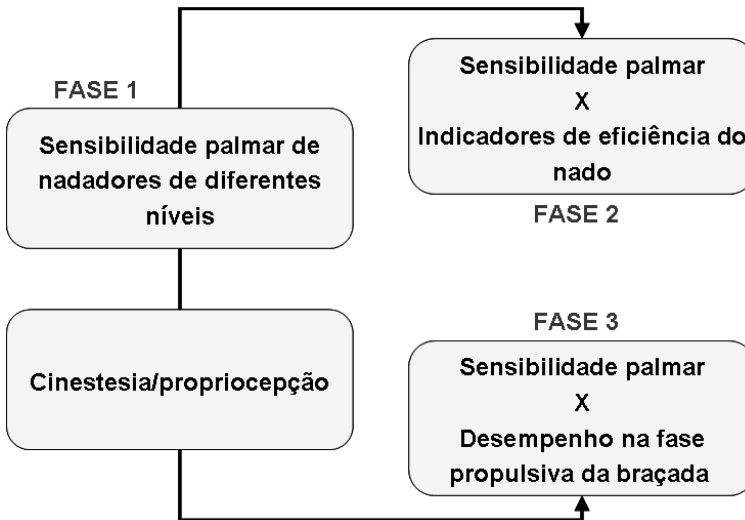 FASE 1
Sensibilidade palmar de
nadadores de diferentes
níveis
Cinestesia/propriocepção
Sensibilidade palmar
X
Indicadores de eficiência do
nado
FASE 2
FASE 3
Sensibilidade palmar
X
Desempenho na fase
propulsiva da braçada